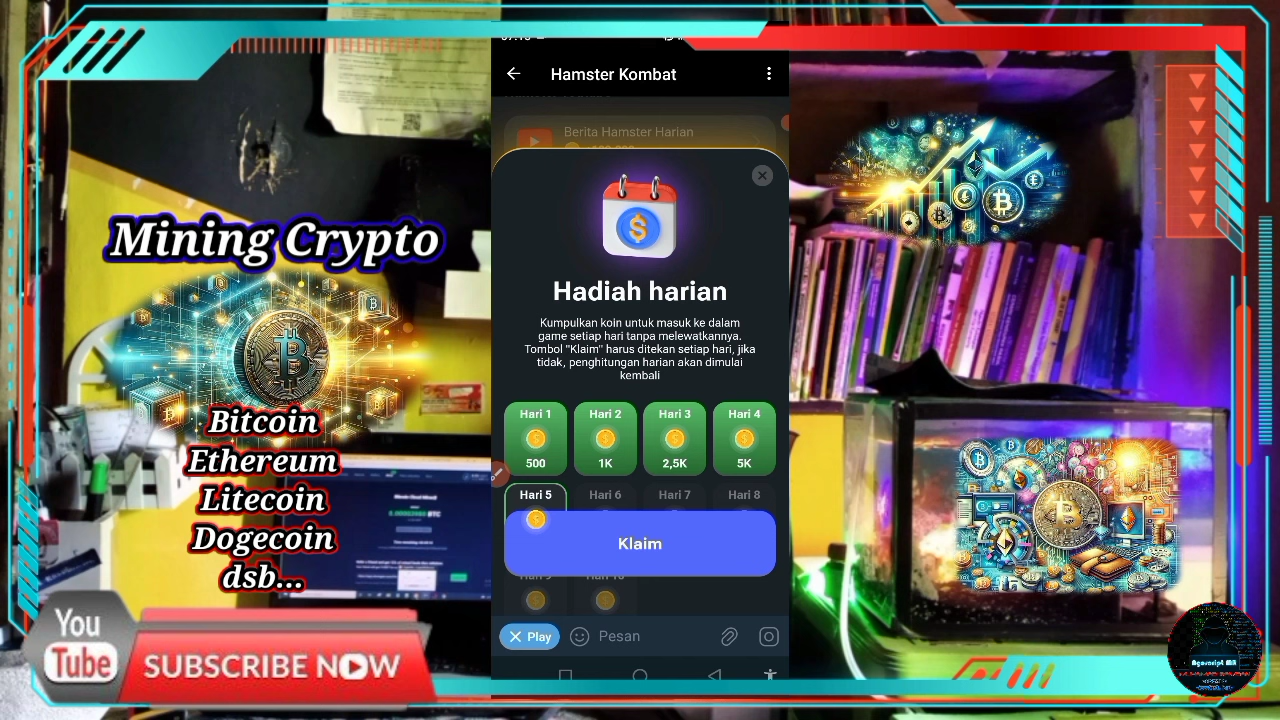 Hamster Kombat
Berita Hamster Harian
Hadiah harian
Kumpulkan koin untuk masuk ke dalam
game setiap hari tanpa melewatkannya.
Tombol "Klaim" harus ditekan setiap hari, jika
tidak, penghitungan harian akan dimulai
kembali
Hari 1
Hari 2
Hari 3
Hari 4
500
1K
2,5K
5K
Hari 5
Hari 6
Hari 7
Hari 8
Klaim
Play
Pesan
Mining Crypto
Bitcoin
Ethereum
Litecoin
Dogecoin
dsb...
You
Tube
SUBSCRIBE NOW